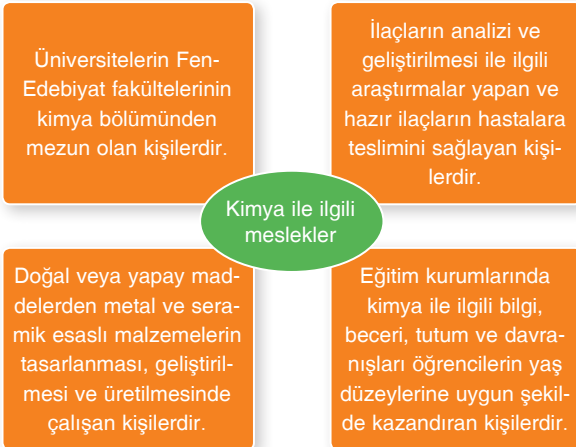 Üniversitelerin Fen-
Edebiyat fakültelerinin
kimya bölümünden
mezun olan kişilerdir.
İlaçların analizi ve
geliştirilmesi ile ilgili
araştırmalar yapan ve
hazır ilaçların hastalara
teslimini sağlayan kişi-
lerdir.
Kimya ile ilgili
meslekler
Doğal veya yapay mad-
delerden metal ve sera-
mik esaslı malzemelerin
tasarlanması, geliştiril-
mesi ve üretilmesinde
çalışan kişilerdir.
Eğitim kurumlarında
kimya ile ilgili bilgi,
beceri, tutum ve davra-
nışları öğrencilerin yaş
düzeylerine uygun şekil-
de kazandıran kişilerdir.